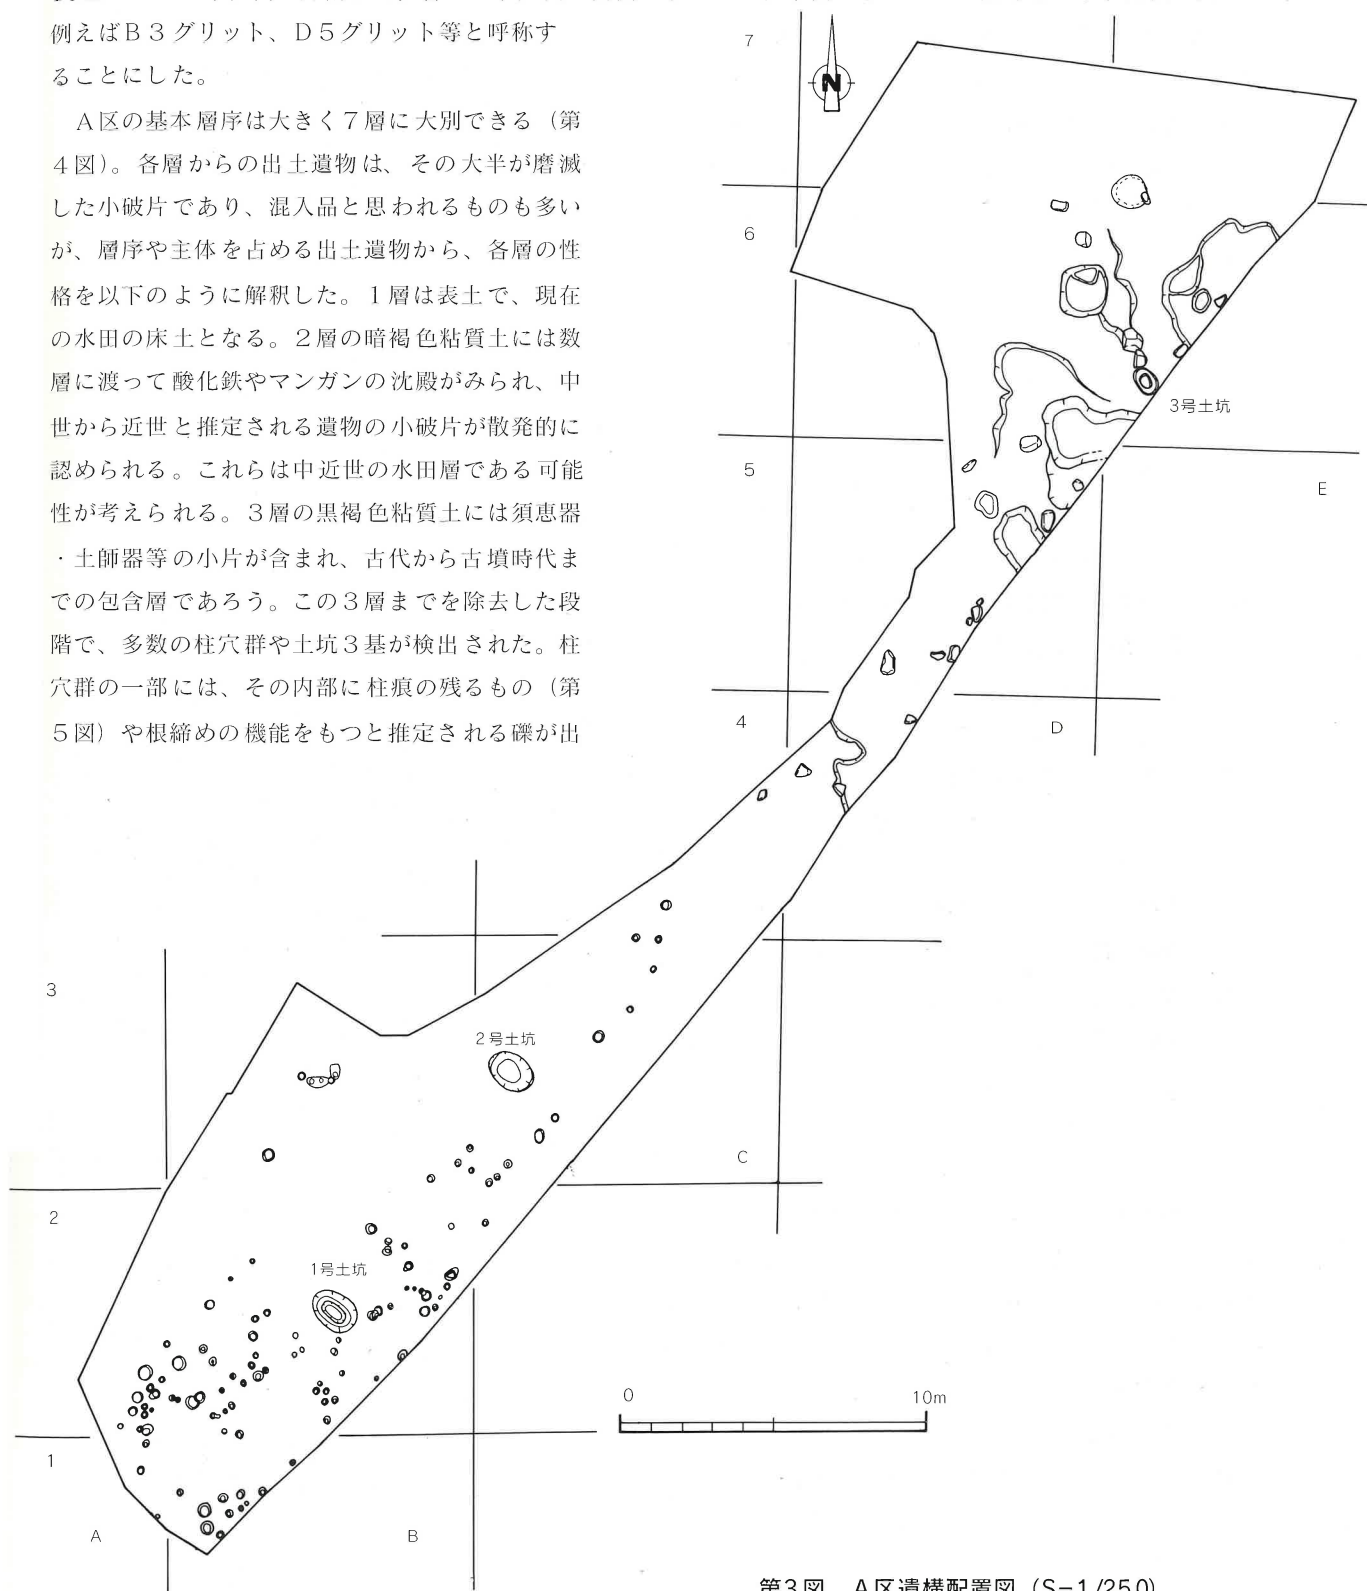 例えばＢ３グリット、Ｄ５グリット等と呼称す
ることにした。
　Ａ区の基本層序は大きく７層に大別できる（第
４図）。各層からの出土遺物は、その大半が磨滅
した小破片であり、混入品と思われるものも多い
が、層序や主体を占める出土遺物から、各層の性
格を以下のように解釈した。１層は表土で、現在
の水田の床土となる。２層の暗褐色粘質土には数
層に渡って酸化鉄やマンガンの沈殿がみられ、中
世から近世と推定される遺物の小破片が散発的に
認められる。これらは中近世の水田層である可能
性が考えられる。３層の黒褐色粘質土には須恵器
・土師器等の小片が含まれ、古代から古墳時代ま
での包含層であろう。この３層までを除去した段
階で、多数の柱穴群や土坑３基が検出された。柱
穴群の一部には、その内部に柱痕の残るもの（第
５図）や根締めの機能をもつと推定される礫が出
7
N
6
3号土坑
5
E
4
D
3
2号土坑
C
2
1号土坑
0
10m
1
A
B
第３図　Ａ区遺構配置図（S=1/250）